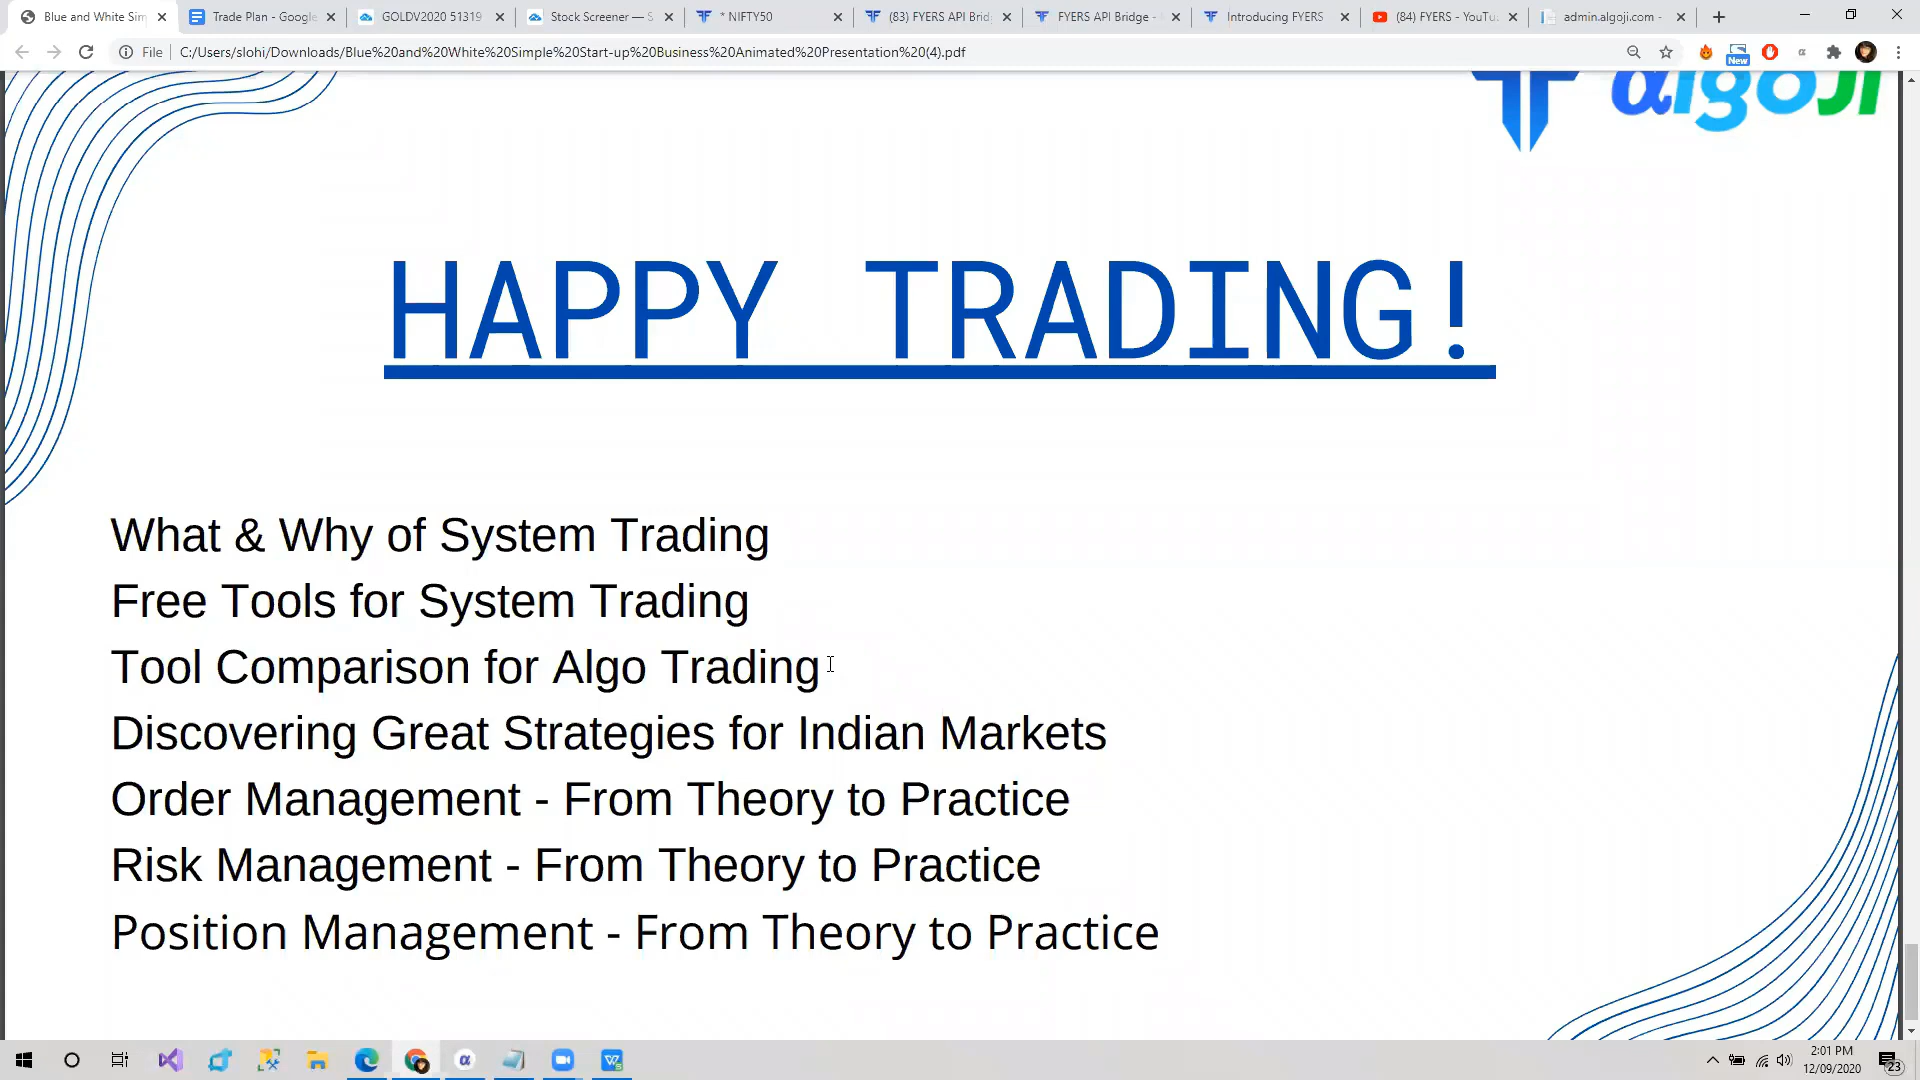 Blue and White Sim
Trade Plan - Google
GOLDV2020 51319
Stock Screener — S
* NIFTY50
(83) FYERS API Brid
FYERS API Bridge -
Introducing FYERS
(84) FYERS - YouTu
admin.algoji.com -
File C:/Users/slohi/Downloads/Blue%20and%20White%20Simple%20Start-up%20Business%20Animated%20Presentation%20(4).pdf
New
αlgoji
HAPPY TRADING!
What & Why of System Trading
Free Tools for System Trading
Tool Comparison for Algo Trading
Discovering Great Strategies for Indian Markets
Order Management - From Theory to Practice
Risk Management - From Theory to Practice
Position Management - From Theory to Practice
2:01 PM
12/09/2020
23